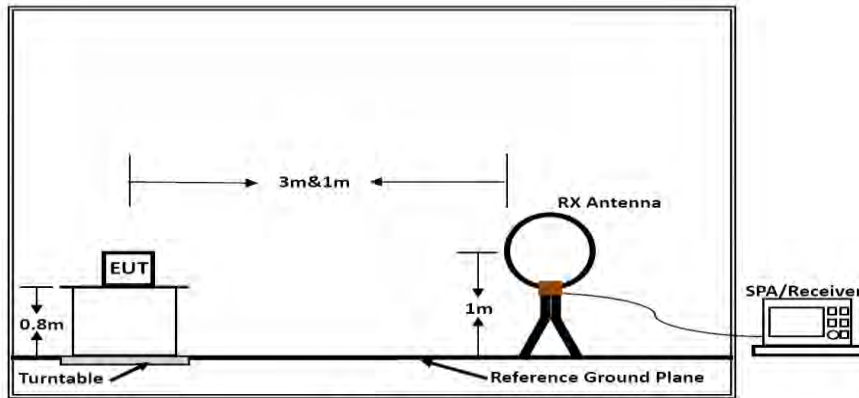 3m&1m
RX Antenna
EUT
SPA/Receiver
0.8m
1m
Turntable
Reference Ground Plane